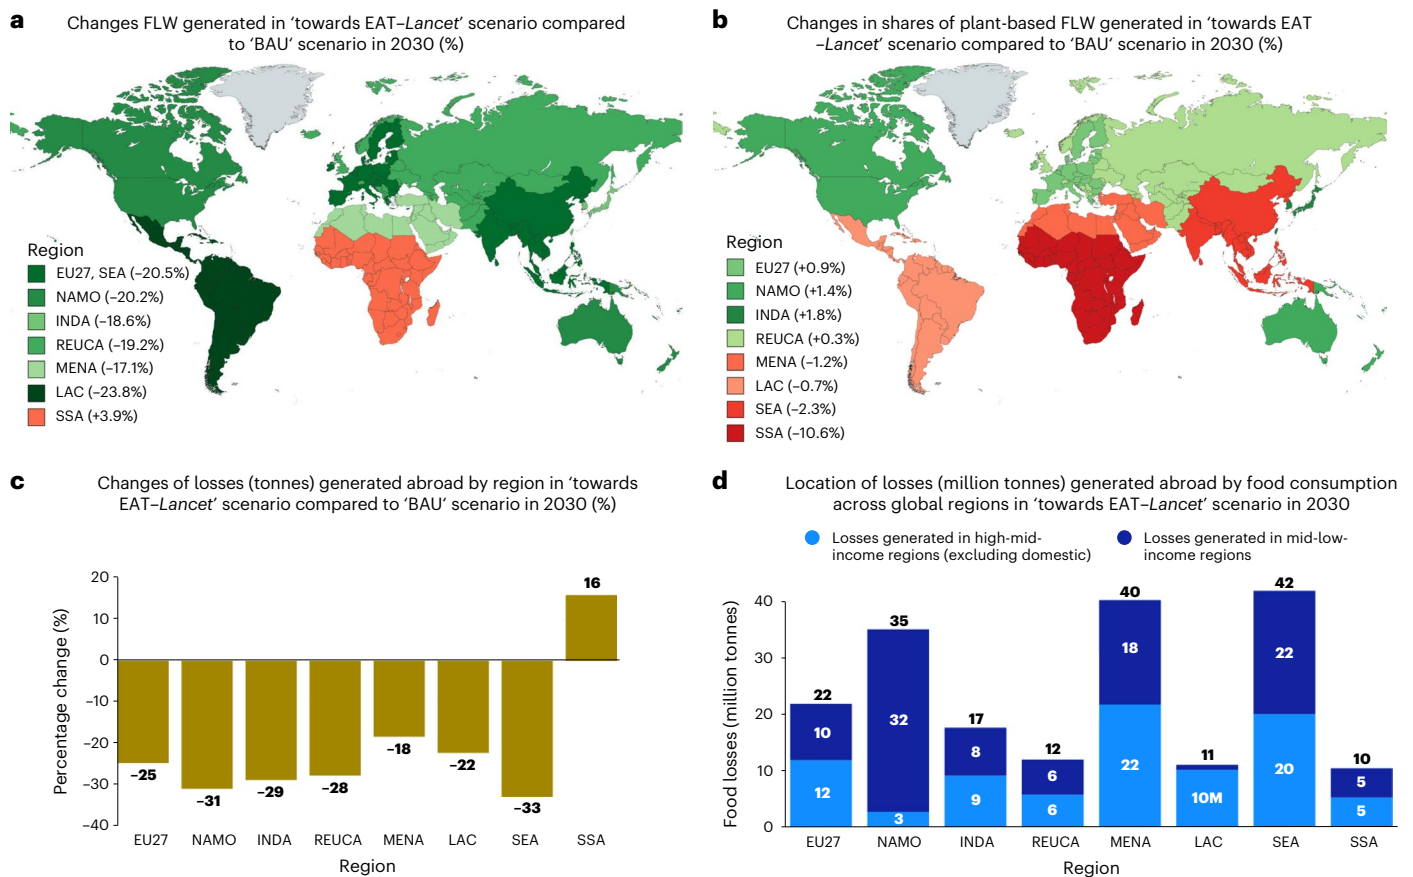 a
Changes FLW generated in ‘towards EAT–Lancet’ scenario compared
to ‘BAU‘ scenario in 2030 (%)
Region
EU27, SEA (−20.5%)
NAMO (−20.2%)
INDA (−18.6%)
REUCA (−19.2%)
MENA (−17.1%)
LAC (−23.8%)
SSA (+3.9%)
b
Changes in shares of plant-based FLW generated in ‘towards EAT
–Lancet’ scenario compared to ‘BAU’ scenario in 2030 (%)
Region
EU27 (+0.9%)
NAMO (+1.4%)
INDA (+1.8%)
REUCA (+0.3%)
MENA (−1.2%)
LAC (−0.7%)
SEA (−2.3%)
SSA (−10.6%)
c
Changes of losses (tonnes) generated abroad by region in ‘towards
EAT–Lancet’ scenario compared to ‘BAU‘ scenario in 2030 (%)
Percentage change (%)
20
10
0
−10
−20
−30
−40
−25
−31
−29
−28
−18
−22
−33
16
EU27
NAMO
INDA
REUCA
MENA
LAC
SEA
SSA
Region
d
Location of losses (million tonnes) generated abroad by food consumption
across global regions in ‘towards EAT–Lancet’ scenario in 2030
Losses generated in high-mid-
income regions (excluding domestic)
Losses generated in mid-low-
income regions
Food losses (million tonnes)
40
30
20
10
0
22
10
12
35
32
3
17
8
9
12
6
6
40
18
22
11
10M
42
22
20
10
5
5
EU27
NAMO
INDA
REUCA
MENA
LAC
SEA
SSA
Region